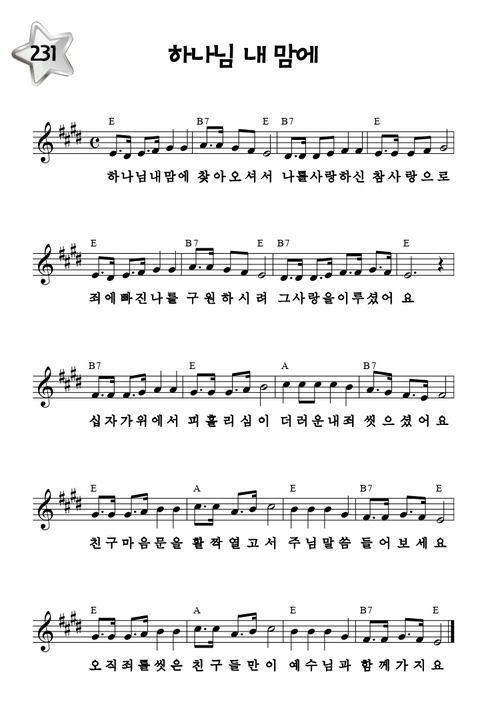 231
하나님 내 맘에
E B7 E B7 E
하나님내맘에 찾아오셔서 나를사랑하신 참사랑으로
E B7 E B7 E
죄에빠진나를 구원하시려 그사랑을이루셨어요
B7 E A B7
십자가위에서 피흘리심이 더러운내죄 씻으셨어요
E A E B7 E
친구마음문을 활짝열고서 주님말씀 들어보세요
E A E B7 E
오직죄를씻은 친구들만이 예수님과 함께가지요